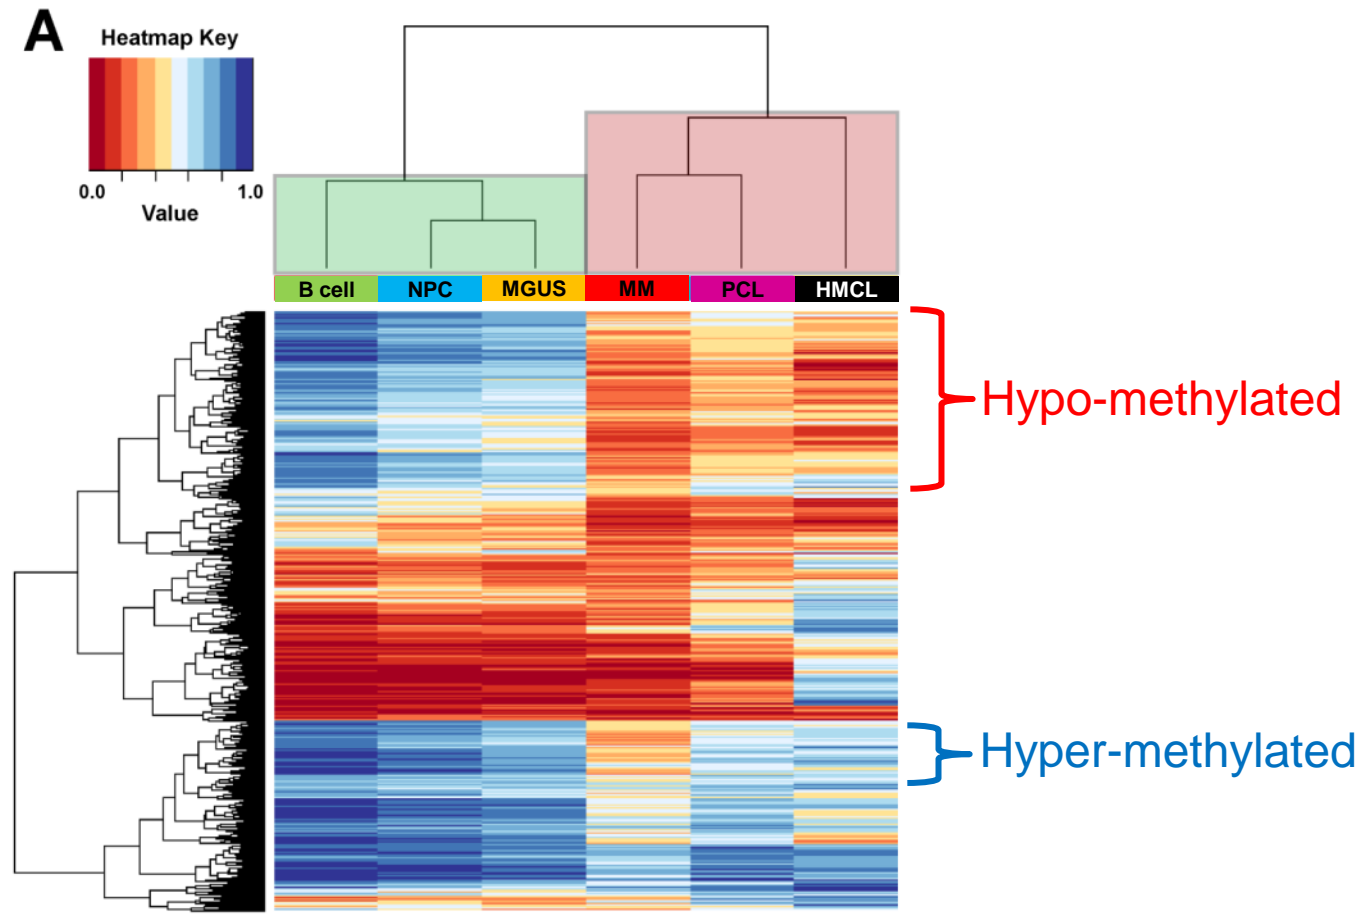 A
Heatmap Key
0.0 1.0
Value
B cell NPC MGUS MM PCL HMCL
Hypo-methylated
Hyper-methylated